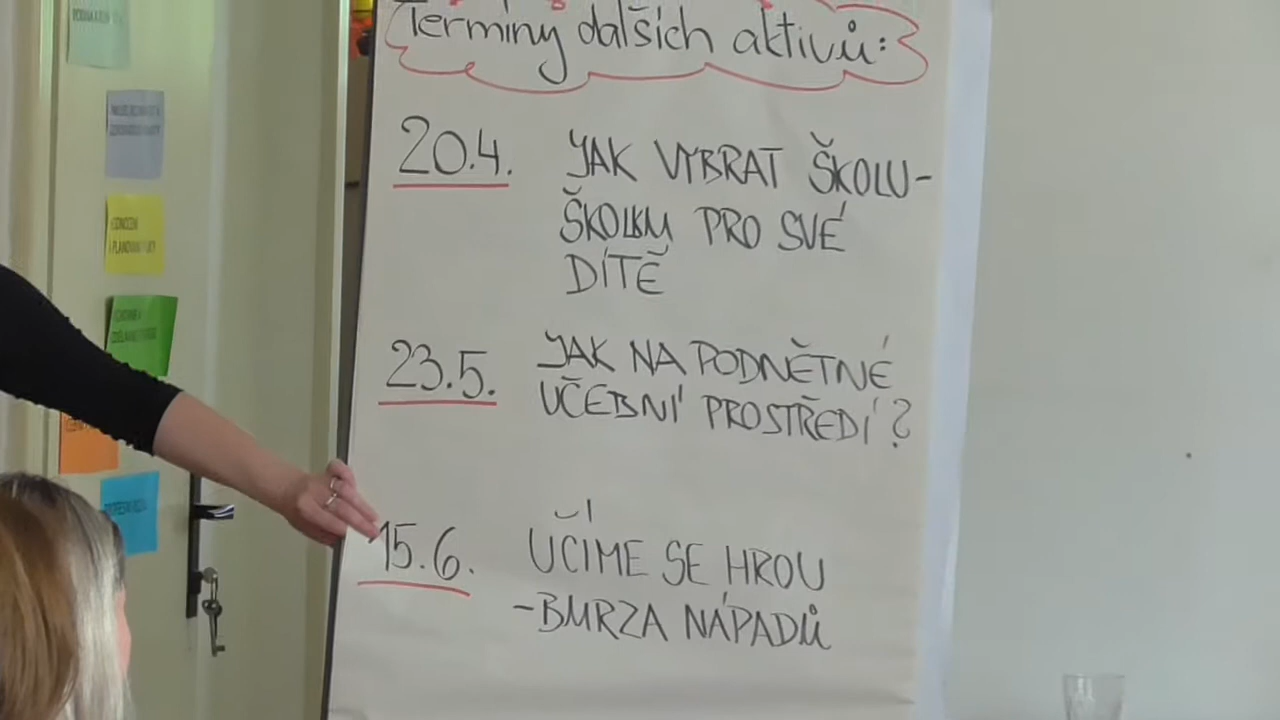 Termíny dalších aktivů:
20.4. JAK VYBRAT ŠKOLU-
ŠKOLKU PRO SVÉ
DÍTĚ
23.5. JAK NA PODNĚTNÉ
UČEBNÍ PROSTŘEDÍ?
15.6. UČÍME SE HROU
-BURZA NÁPADŮ